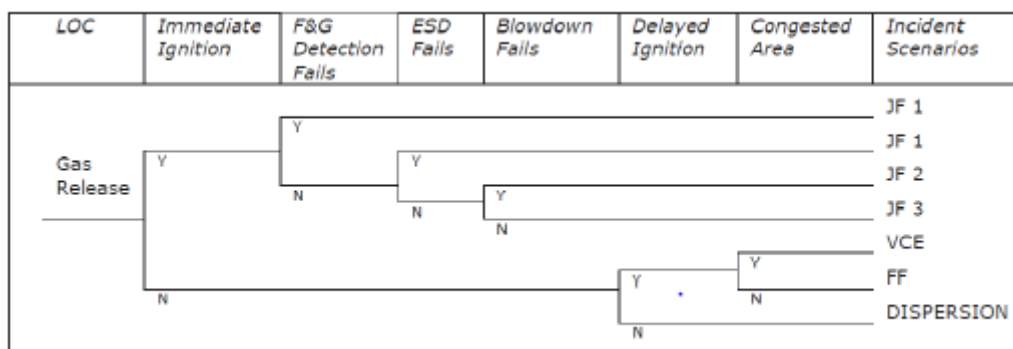 LOC
Immediate
Ignition
F&G
Detection
Fails
ESD
Fails
Blowdown
Fails
Delayed
Ignition
Congested
Area
Incident
Scenarios
JF 1
Y
JF 1
Gas
Release
Y
Y
JF 2
N
Y
JF 3
N
N
VCE
Y
FF
Y
N
N
DISPERSION
N